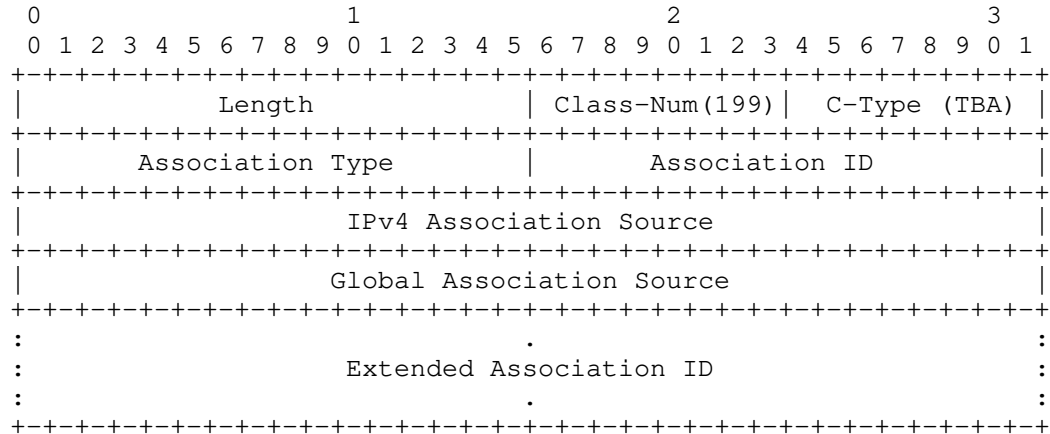 0                   1                   2                   3
 0 1 2 3 4 5 6 7 8 9 0 1 2 3 4 5 6 7 8 9 0 1 2 3 4 5 6 7 8 9 0 1
+-+-+-+-+-+-+-+-+-+-+-+-+-+-+-+-+-+-+-+-+-+-+-+-+-+-+-+-+-+-+-+-+
|            Length             | Class-Num(199)|  C-Type (TBA) |
+-+-+-+-+-+-+-+-+-+-+-+-+-+-+-+-+-+-+-+-+-+-+-+-+-+-+-+-+-+-+-+-+
|       Association Type        |       Association ID          |
+-+-+-+-+-+-+-+-+-+-+-+-+-+-+-+-+-+-+-+-+-+-+-+-+-+-+-+-+-+-+-+-+
|                    IPv4 Association Source                    |
+-+-+-+-+-+-+-+-+-+-+-+-+-+-+-+-+-+-+-+-+-+-+-+-+-+-+-+-+-+-+-+-+
|                   Global Association Source                   |
+-+-+-+-+-+-+-+-+-+-+-+-+-+-+-+-+-+-+-+-+-+-+-+-+-+-+-+-+-+-+-+-+
:                               .                               :
:                    Extended Association ID                    :
:                               .                               :
+-+-+-+-+-+-+-+-+-+-+-+-+-+-+-+-+-+-+-+-+-+-+-+-+-+-+-+-+-+-+-+-+